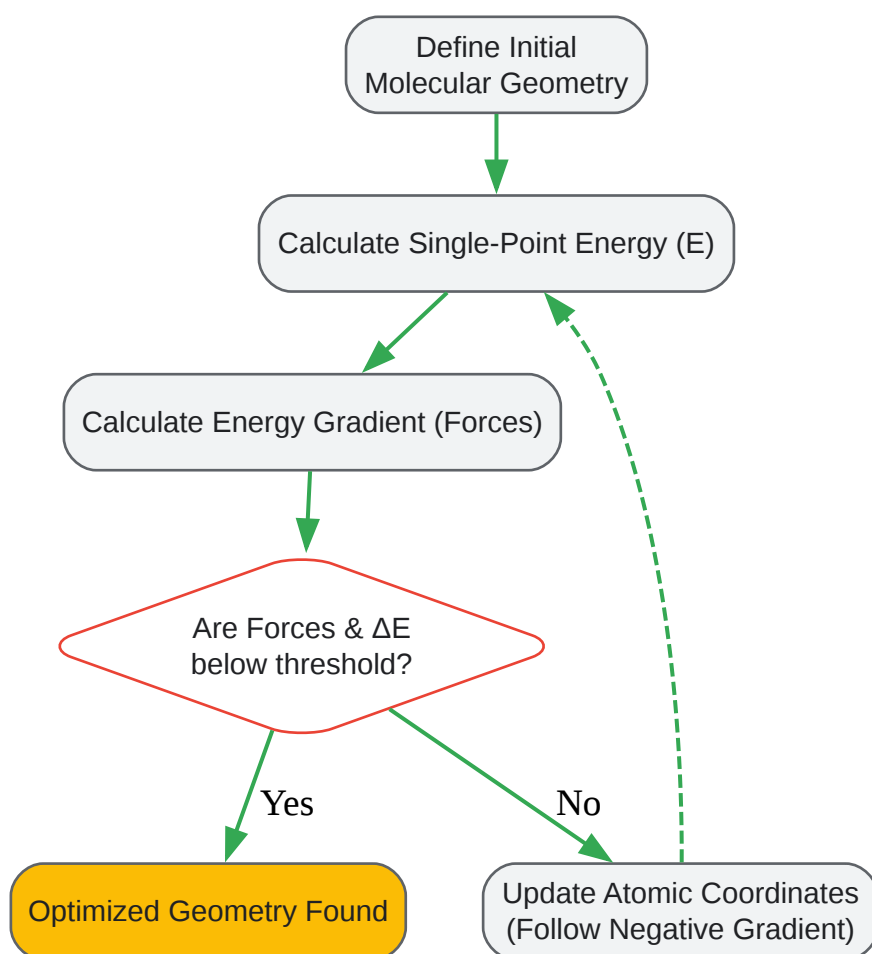 Define Initial
Molecular Geometry
Calculate Single-Point Energy (E)
Calculate Energy Gradient (Forces)
Are Forces & ΔE
below threshold?
Yes
No
Optimized Geometry Found
Update Atomic Coordinates
(Follow Negative Gradient)